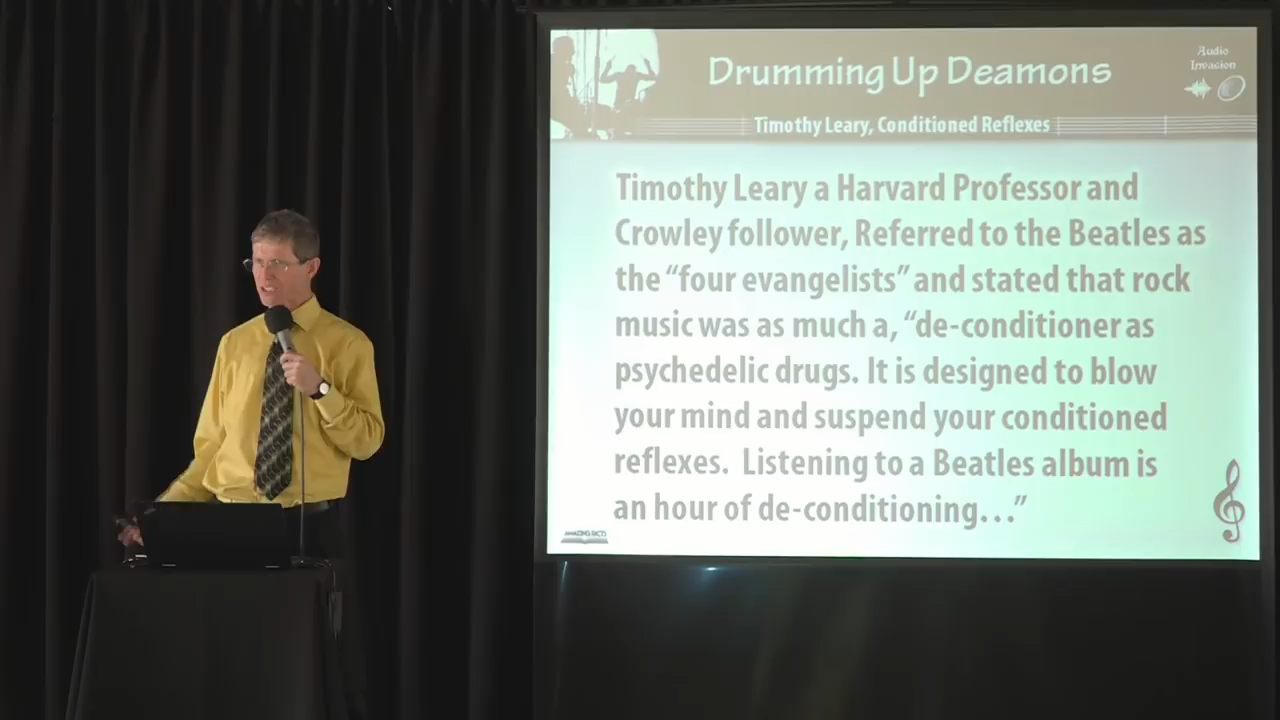 Drumming Up Deamons
Audio
Invasion
Timothy Leary, Conditioned Reflexes
Timothy Leary a Harvard Professor and
Crowley follower, Referred to the Beatles as
the “four evangelists” and stated that rock
music was as much a, “de-conditioner as
psychedelic drugs. It is designed to blow
your mind and suspend your conditioned
reflexes. Listening to a Beatles album is
an hour of de-conditioning…”
AMAZING FACTS